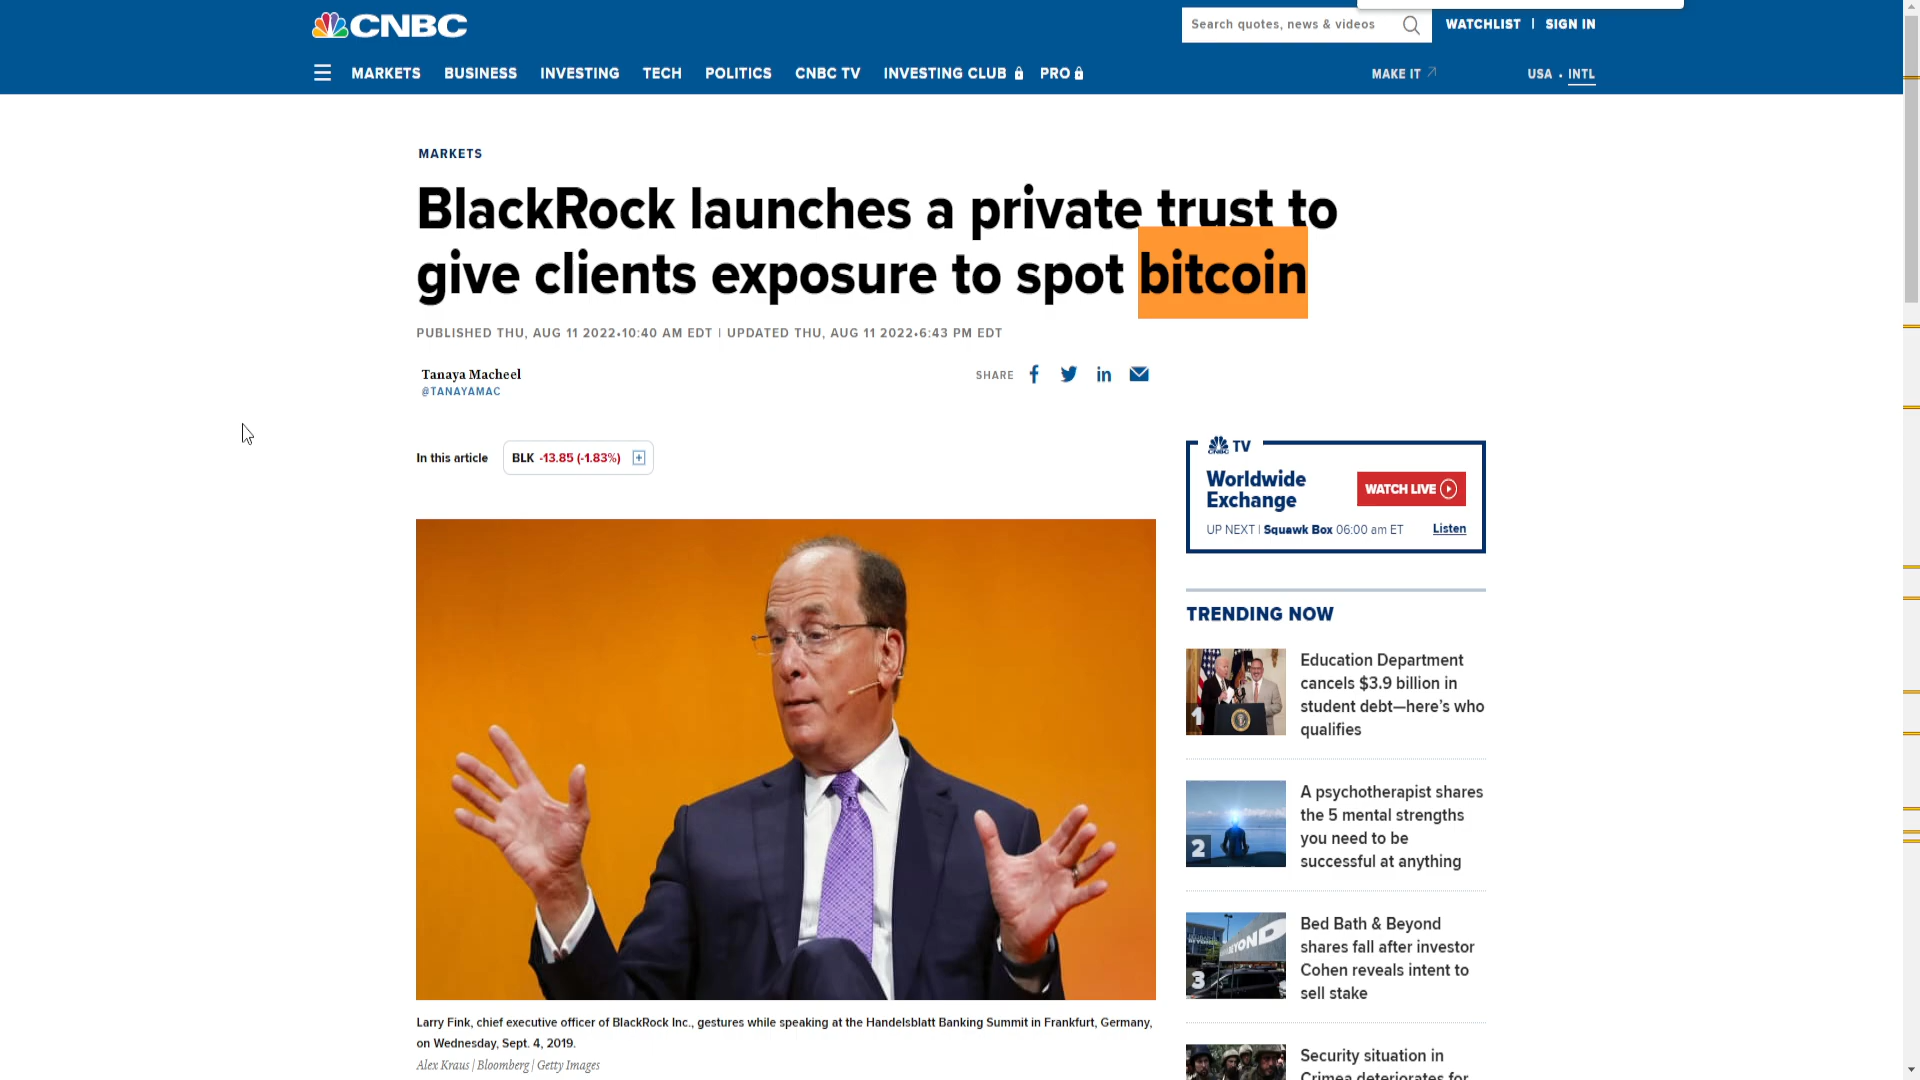 CNBC
Search quotes, news & videos
WATCHLIST | SIGN IN
MARKETS BUSINESS INVESTING TECH POLITICS CNBC TV INVESTING CLUB PRO
MAKE IT
USA • INTL
MARKETS
BlackRock launches a private trust to
give clients exposure to spot bitcoin
PUBLISHED THU, AUG 11 2022•10:40 AM EDT | UPDATED THU, AUG 11 2022•6:43 PM EDT
Tanaya Macheel
@TANAYAMAC
SHARE
In this article
BLK -13.85 (-1.83%)
CNBC TV
Worldwide
Exchange
WATCH LIVE
UP NEXT | Squawk Box 06:00 am ET
Listen
Larry Fink, chief executive officer of BlackRock Inc., gestures while speaking at the Handelsblatt Banking Summit in Frankfurt, Germany,
on Wednesday, Sept. 4, 2019.
Alex Kraus | Bloomberg | Getty Images
TRENDING NOW
1
Education Department
cancels $3.9 billion in
student debt—here's who
qualifies
2
A psychotherapist shares
the 5 mental strengths
you need to be
successful at anything
YOND
3
Bed Bath & Beyond
shares fall after investor
Cohen reveals intent to
sell stake
Security situation in
Crimea deteriorates for